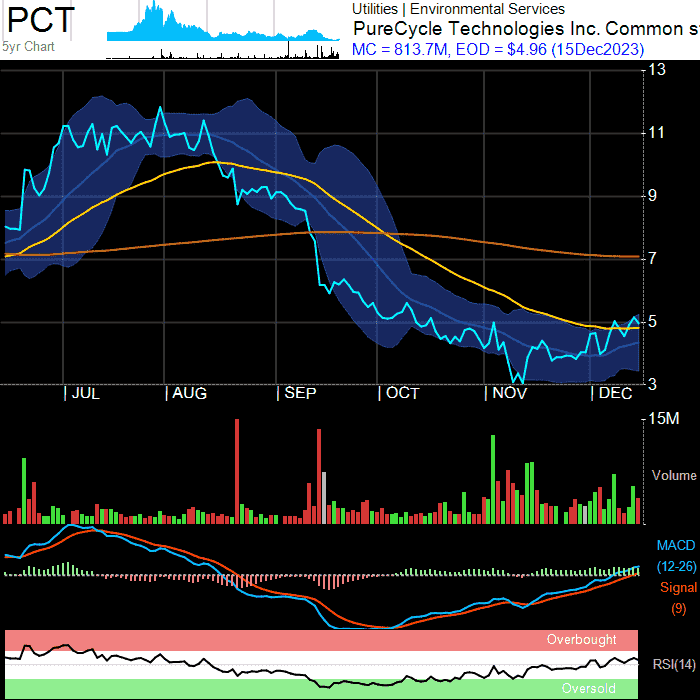 PCT
5yr Chart
Utilities | Environmental Services
PureCycle Technologies Inc. Common s
MC = 813.7M, EOD = $4.96 (15Dec2023)
13
11
9
7
5
3
| JUL | AUG | SEP | OCT | NOV | DEC
15M
Volume
MACD
(12-26)
Signal
(9)
Overbought
RSI(14)
Oversold